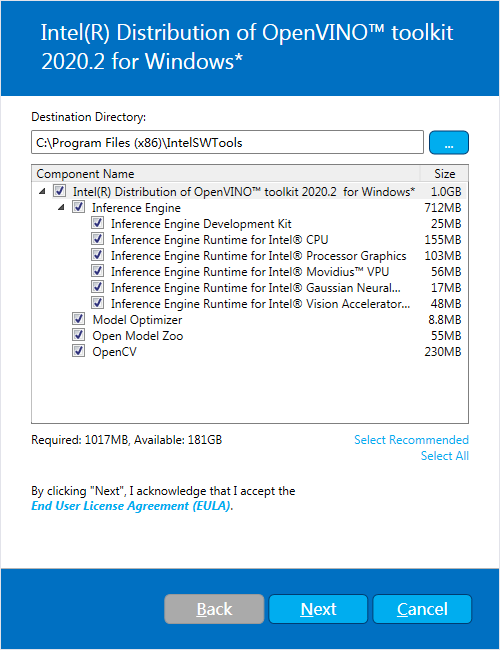 Intel(R) Distribution of OpenVINO™ toolkit
2020.2 for Windows*
Destination Directory:
C:\Program Files (x86)\IntelSWTools
...
Component Name Size
Intel(R) Distribution of OpenVINO™ toolkit 2020.2 for Windows* 1.0GB
Inference Engine 712MB
Inference Engine Development Kit 25MB
Inference Engine Runtime for Intel® CPU 155MB
Inference Engine Runtime for Intel® Processor Graphics 103MB
Inference Engine Runtime for Intel® Movidius™ VPU 56MB
Inference Engine Runtime for Intel® Gaussian Neural... 17MB
Inference Engine Runtime for Intel® Vision Accelerator... 48MB
Model Optimizer 8.8MB
Open Model Zoo 55MB
OpenCV 230MB
Required: 1017MB, Available: 181GB Select Recommended
Select All
By clicking "Next", I acknowledge that I accept the
End User License Agreement (EULA).
Back Next Cancel